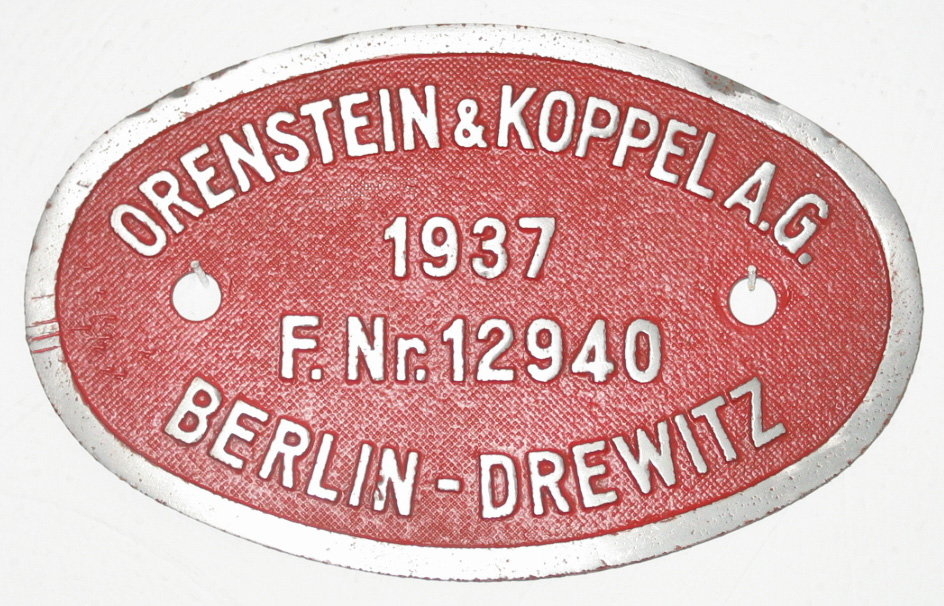 ORENSTEIN & KOPPEL A.G.
1937
F. Nr. 12940
BERLIN - DREWITZ